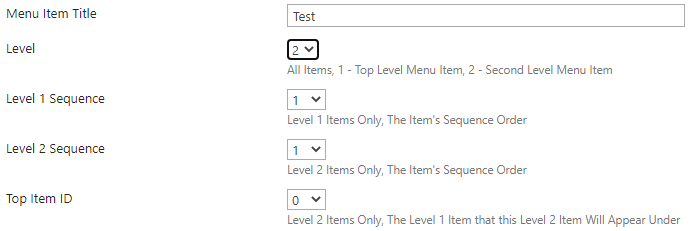 Menu Item Title Test
Level 2
All Items, 1 - Top Level Menu Item, 2 - Second Level Menu Item
Level 1 Sequence 1
Level 1 Items Only, The Item's Sequence Order
Level 2 Sequence 1
Level 2 Items Only, The Item's Sequence Order
Top Item ID 0
Level 2 Items Only, The Level 1 Item that this Level 2 Item Will Appear Under